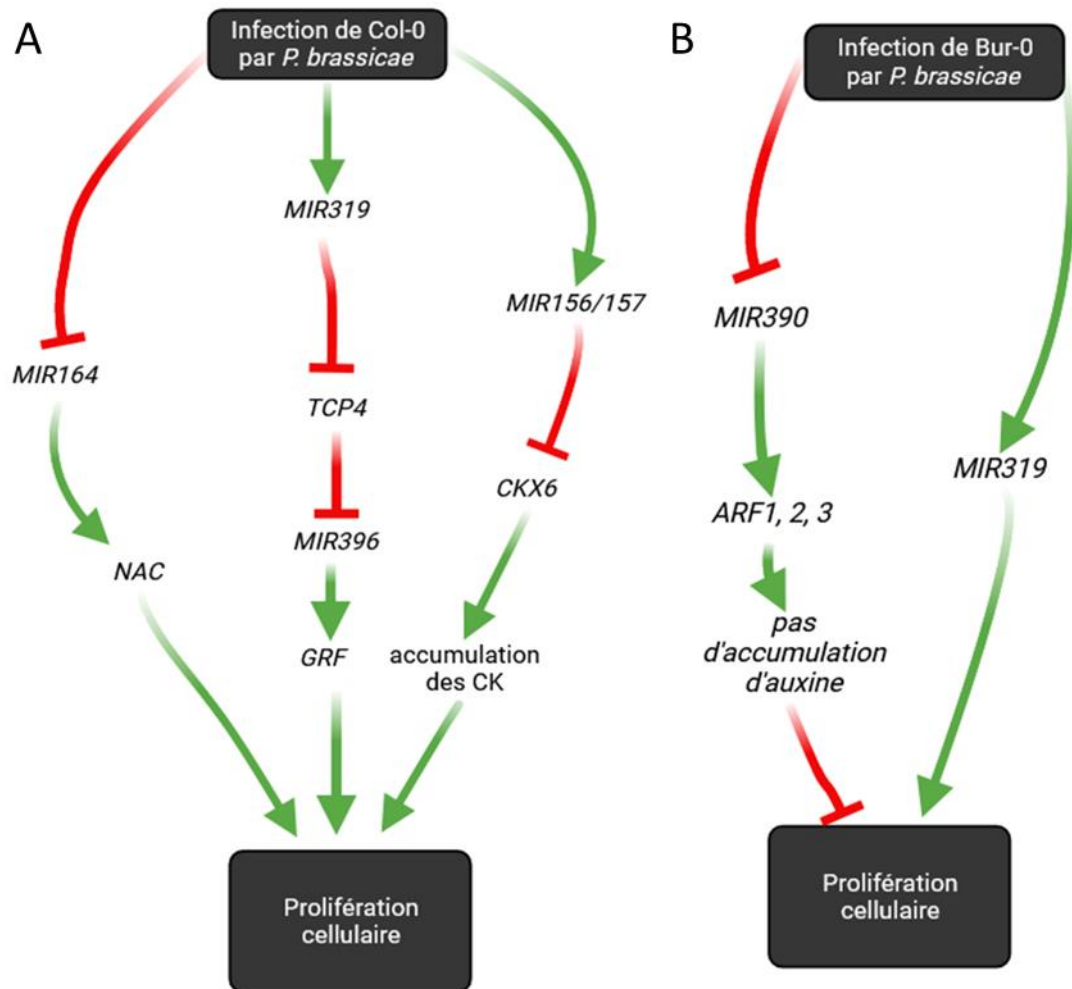 A
Infection de Col-0
par P. brassicae
MIR319
MIR156/157
MIR164
TCP4
CKX6
MIR396
NAC
GRF
accumulation
des CK
Prolifération
cellulaire
B
Infection de Bur-0
par P. brassicae
MIR390
MIR319
ARF1, 2, 3
pas
d'accumulation
d'auxine
Prolifération
cellulaire